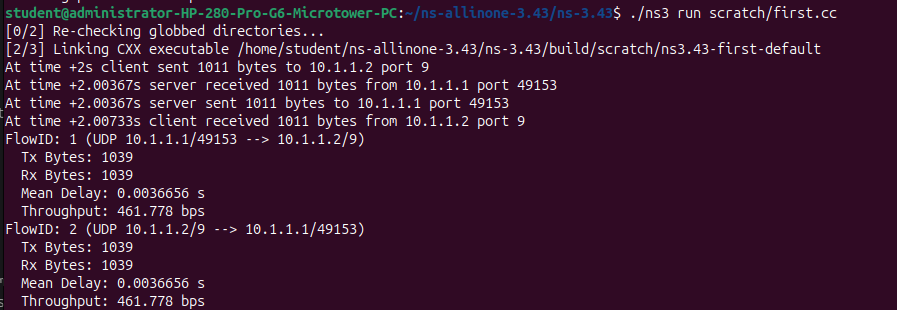 student@administrator-HP-280-Pro-G6-Microtower-PC:~/ns-allinone-3.43/ns-3.43$ ./ns3 run scratch/first.cc
[0/2] Re-checking globbed directories...
[2/3] Linking CXX executable /home/student/ns-allinone-3.43/ns-3.43/build/scratch/ns3.43-first-default
At time +2s client sent 1011 bytes to 10.1.1.2 port 9
At time +2.00367s server received 1011 bytes from 10.1.1.1 port 49153
At time +2.00367s server sent 1011 bytes to 10.1.1.1 port 49153
At time +2.00733s client received 1011 bytes from 10.1.1.2 port 9
FlowID: 1 (UDP 10.1.1.1/49153 --> 10.1.1.2/9)
  Tx Bytes: 1039
  Rx Bytes: 1039
  Mean Delay: 0.0036656 s
  Throughput: 461.778 bps
FlowID: 2 (UDP 10.1.1.2/9 --> 10.1.1.1/49153)
  Tx Bytes: 1039
  Rx Bytes: 1039
  Mean Delay: 0.0036656 s
  Throughput: 461.778 bps